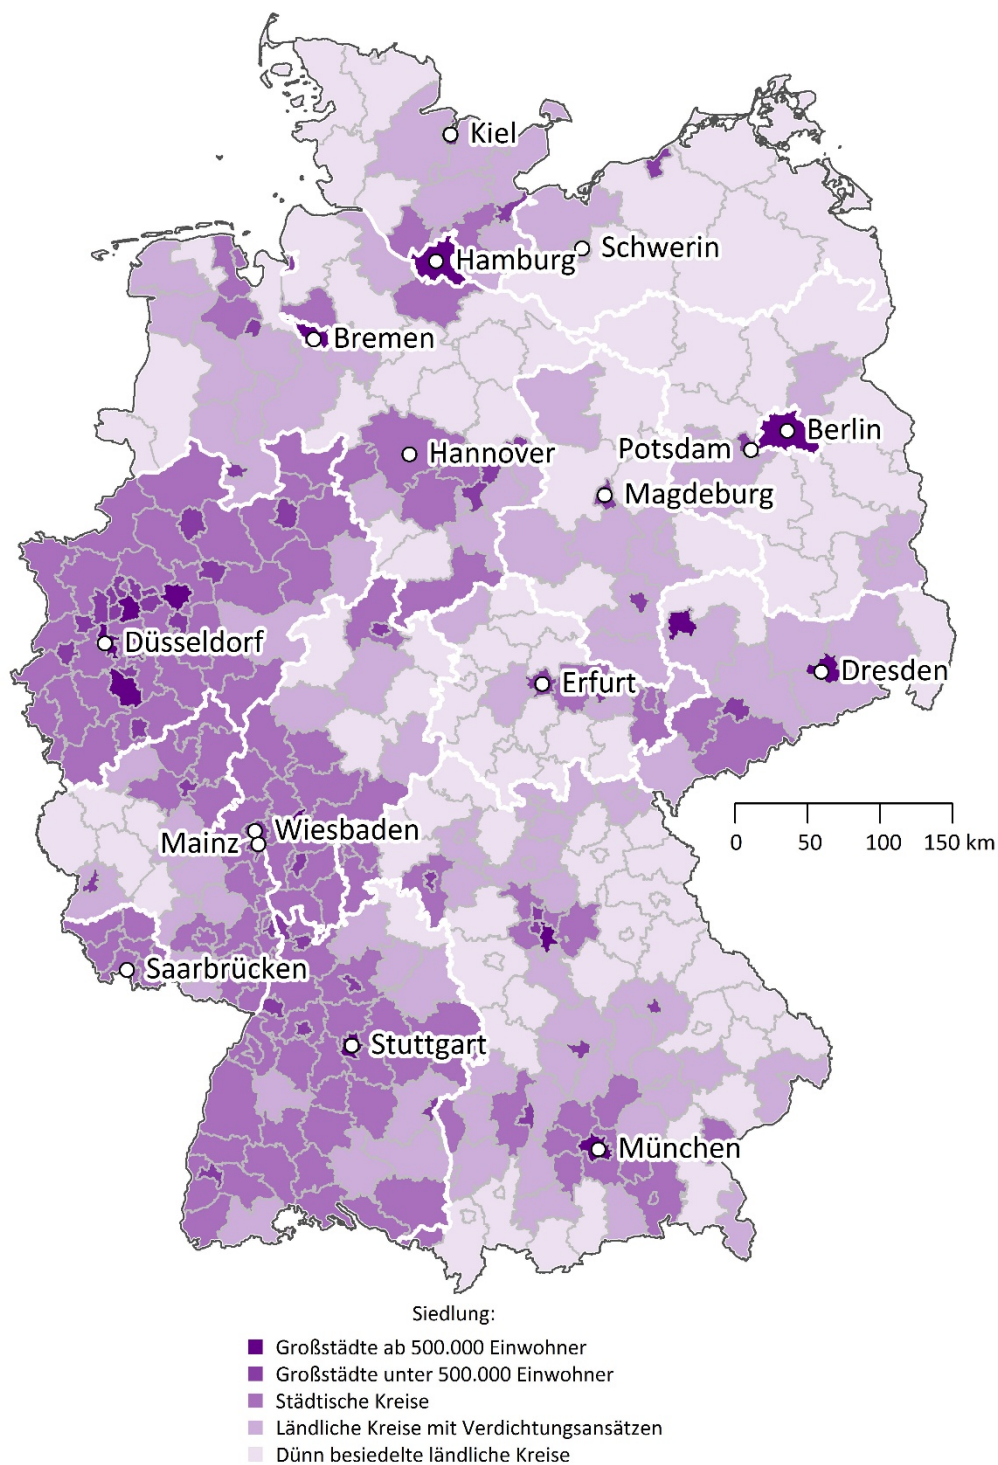 Kiel
Schwerin
Hamburg
Bremen
Berlin
Hannover
Potsdam
Magdeburg
Düsseldorf
Erfurt
Dresden
Wiesbaden
Mainz
0 50 100 150 km
Saarbrücken
Stuttgart
München
Siedlung:
Großstädte ab 500.000 Einwohner
Großstädte unter 500.000 Einwohner
Städtische Kreise
Ländliche Kreise mit Verdichtungsansätzen
Dünn besiedelte ländliche Kreise